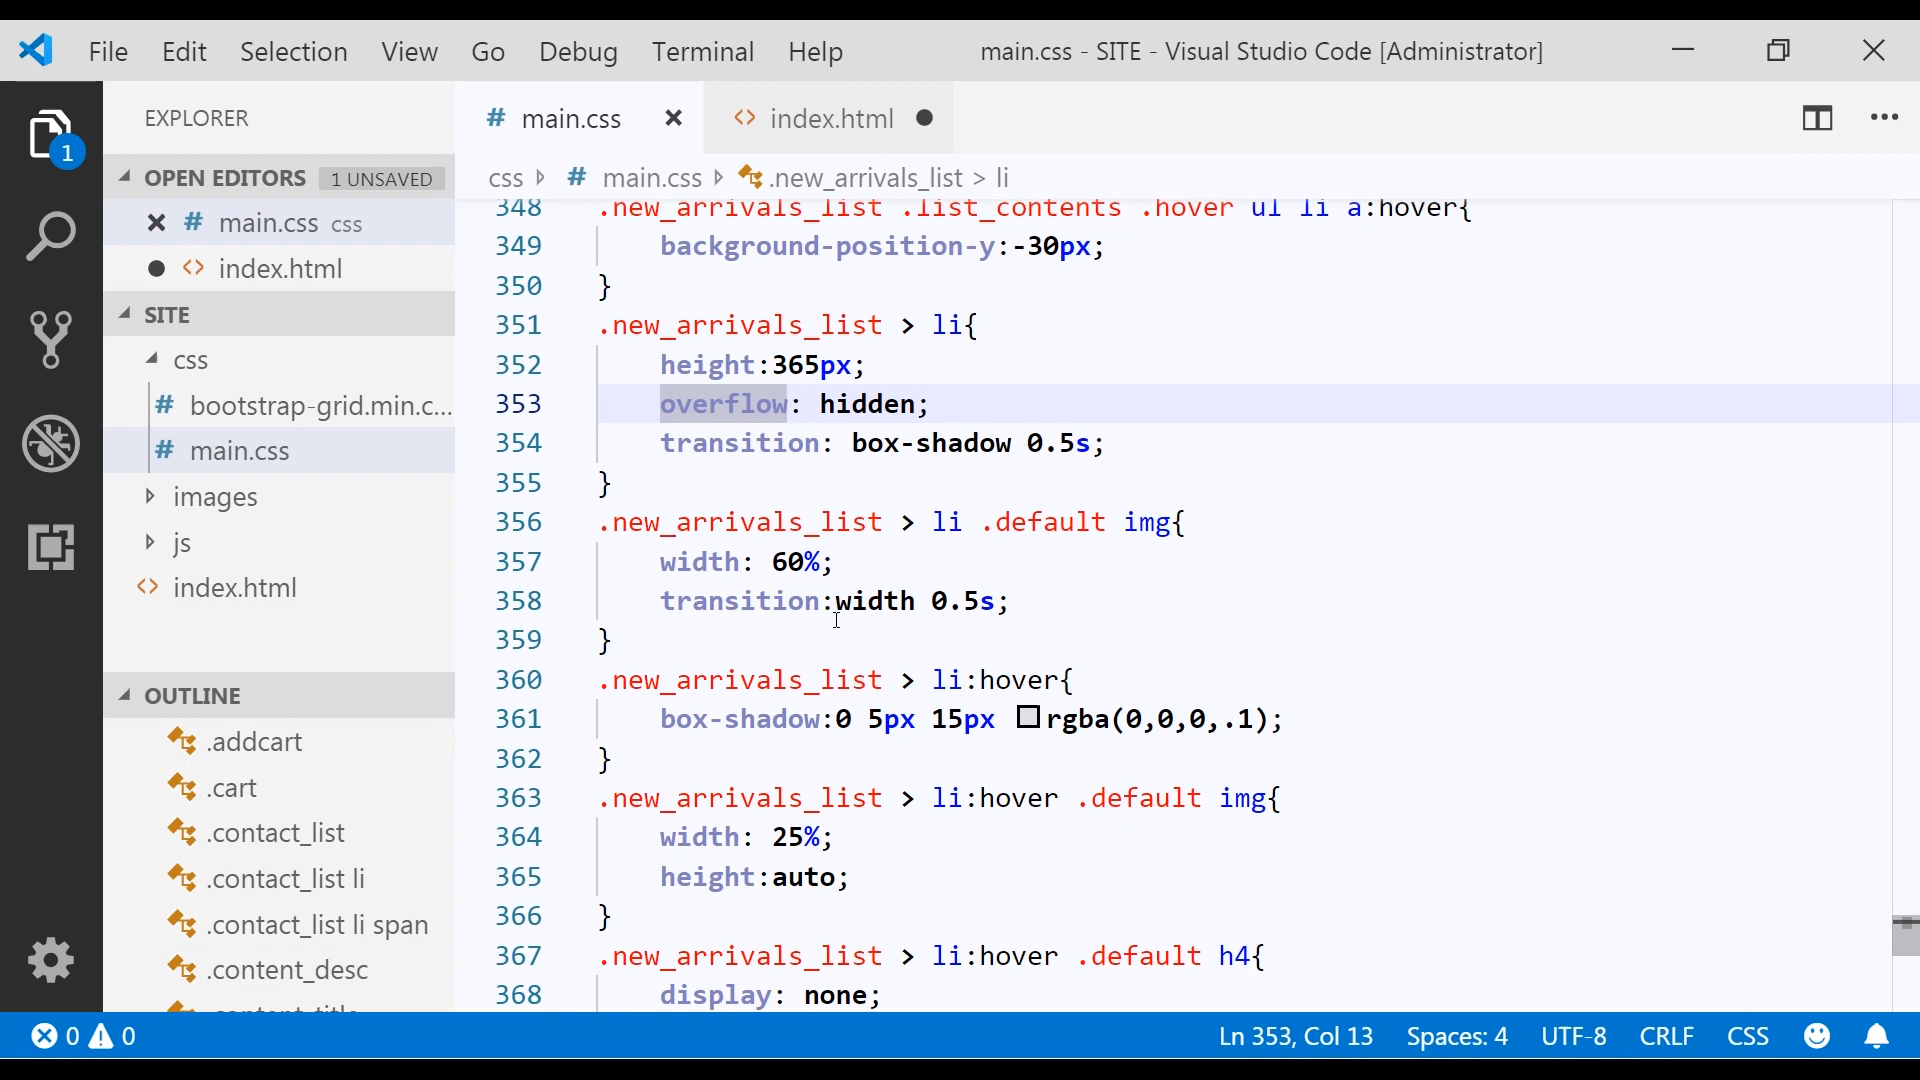 File Edit Selection View Go Debug Terminal Help main.css - SITE - Visual Studio Code [Administrator]
EXPLORER
1
OPEN EDITORS 1 UNSAVED
main.css css
index.html
SITE
css
bootstrap-grid.min.c...
main.css
images
js
index.html
OUTLINE
.addcart
.cart
.contact_list
.contact_list li
.contact_list li span
.content_desc
.content_title
# main.css index.html
css # main.css .new_arrivals_list > li
348 .new_arrivals_list .list_contents .hover ul li a:hover{
349 background-position-y:-30px;
350 }
351 .new_arrivals_list > li{
352 height:365px;
353 overflow: hidden;
354 transition: box-shadow 0.5s;
355 }
356 .new_arrivals_list > li .default img{
357 width: 60%;
358 transition:width 0.5s;
359 }
360 .new_arrivals_list > li:hover{
361 box-shadow:0 5px 15px rgba(0,0,0,.1);
362 }
363 .new_arrivals_list > li:hover .default img{
364 width: 25%;
365 height:auto;
366 }
367 .new_arrivals_list > li:hover .default h4{
368 display: none;
0 0 Ln 353, Col 13 Spaces: 4 UTF-8 CRLF CSS